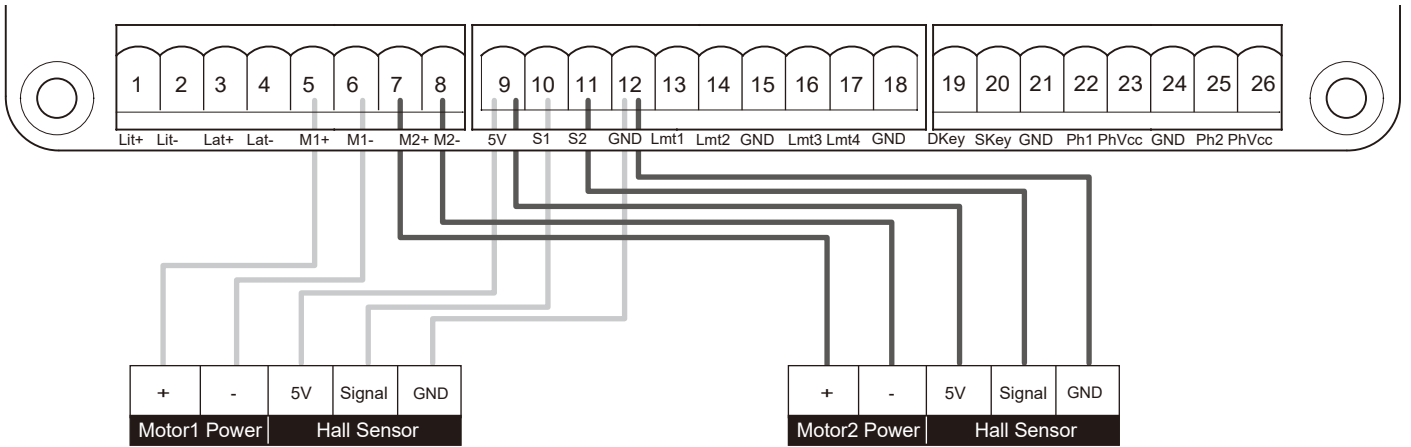 1 2 3 4 5 6 7 8 9 10 11 12 13 14 15 16 17 18 19 20 21 22 23 24 25 26
Lit+ Lit- Lat+ Lat- M1+ M1- M2+ M2- 5V S1 S2 GND Lmt1 Lmt2 GND Lmt3 Lmt4 GND DKey SKey GND Ph1 PhVcc GND Ph2 PhVcc
+ - 5V Signal GND + - 5V Signal GND
Motor1 Power Hall Sensor Motor2 Power Hall Sensor